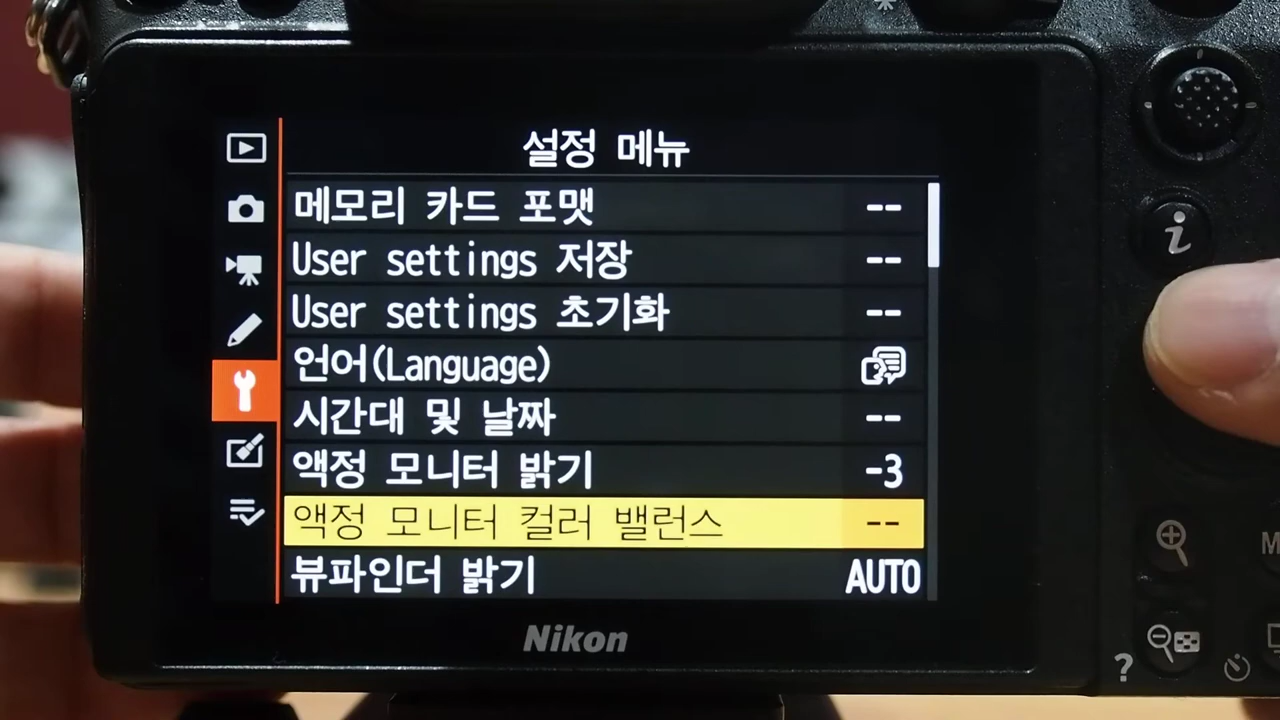 설정 메뉴
메모리 카드 포맷 --
User settings 저장 --
User settings 초기화 --
언어(Language)
시간대 및 날짜 --
액정 모니터 밝기 -3
액정 모니터 컬러 밸런스 --
뷰파인더 밝기 AUTO
Nikon
i
?